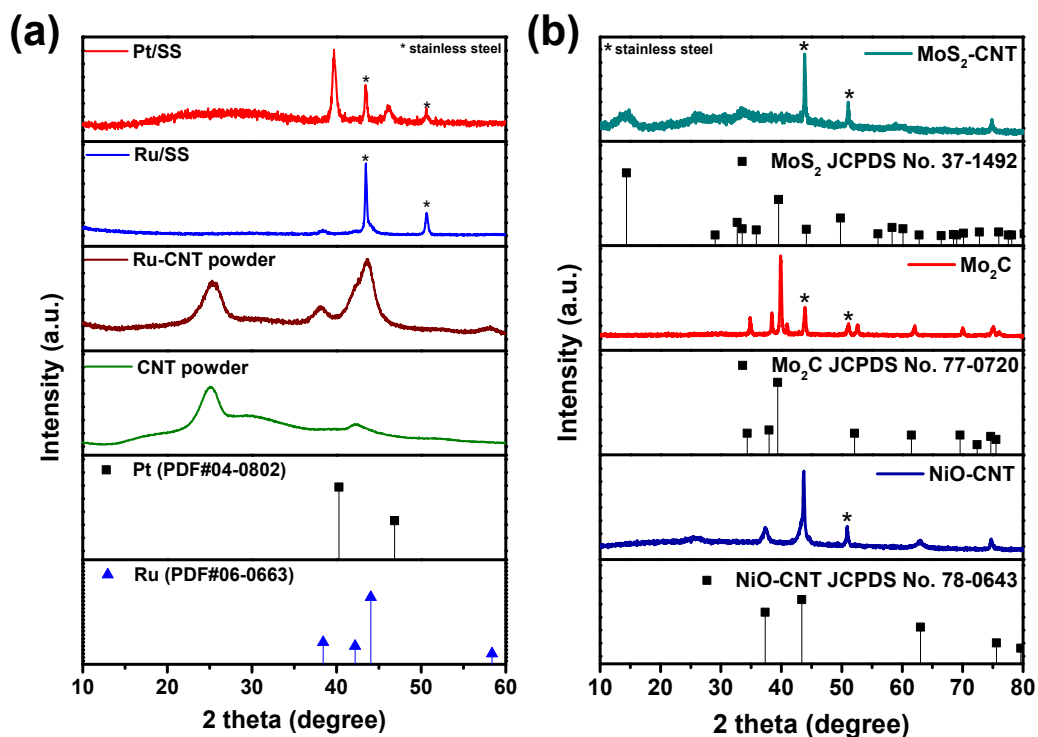 (a)
Pt/SS
* stainless steel
Ru/SS
Ru-CNT powder
CNT powder
Pt (PDF#04-0802)
Ru (PDF#06-0663)
Intensity (a.u.)
10 20 30 40 50 60
2 theta (degree)
(b)
* stainless steel
MoS₂-CNT
MoS₂ JCPDS No. 37-1492
Mo₂C
Mo₂C JCPDS No. 77-0720
NiO-CNT
NiO-CNT JCPDS No. 78-0643
Intensity (a.u.)
10 20 30 40 50 60 70 80
2 theta (degree)